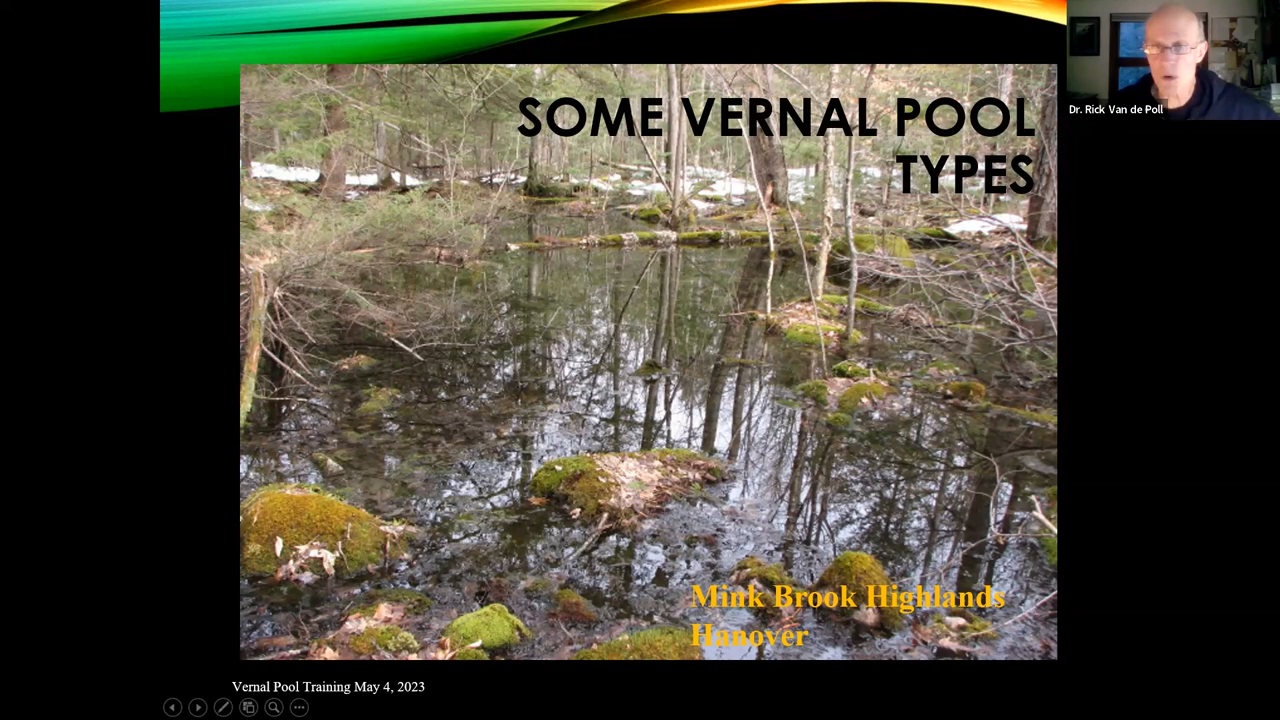 SOME VERNAL POOL
TYPES
Dr. Rick Van de Poll
Mink Brook Highlands
Hanover
Vernal Pool Training May 4, 2023